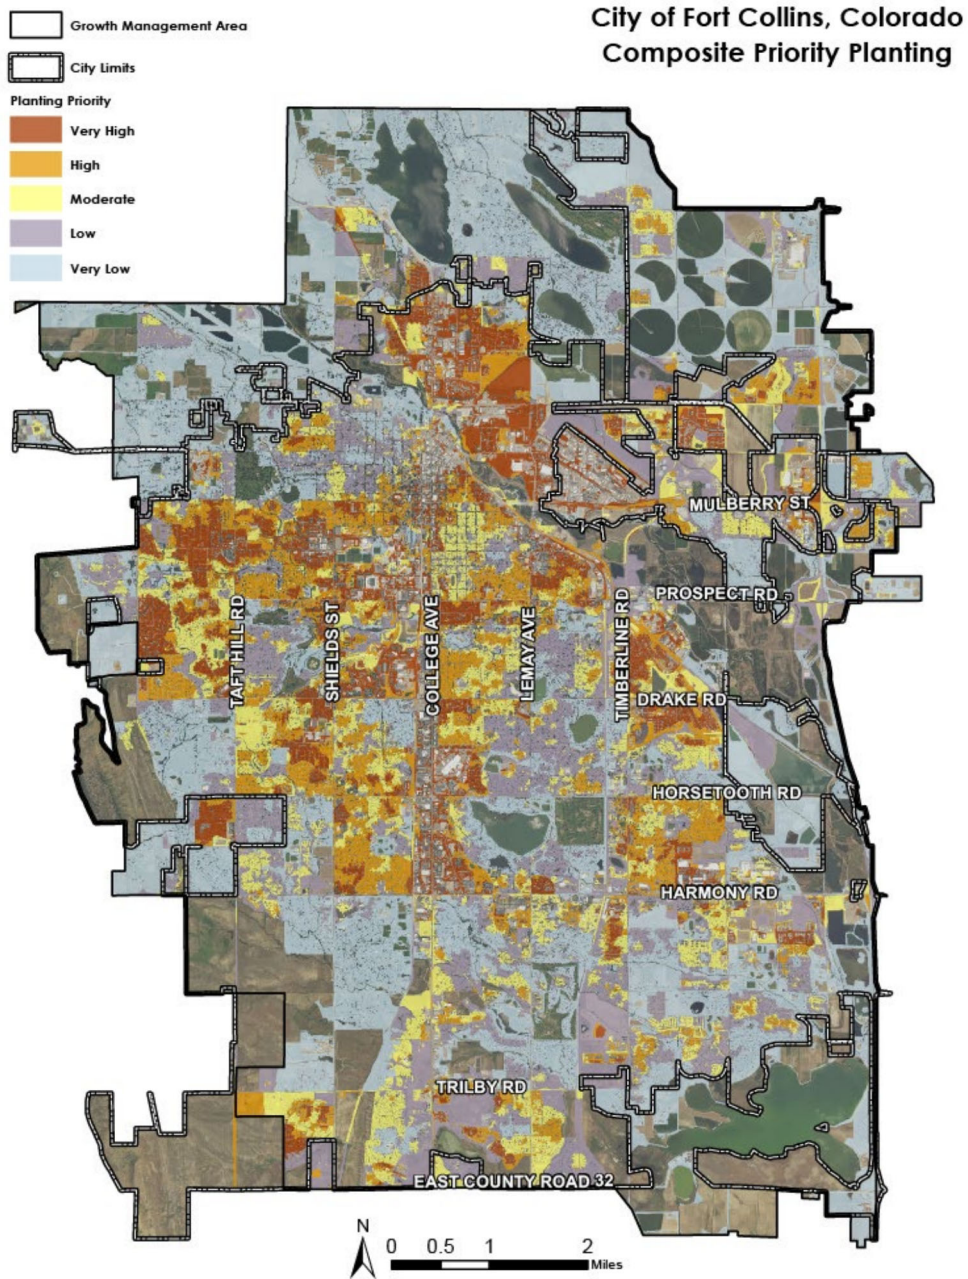 City of Fort Collins, Colorado
Composite Priority Planting
Growth Management Area
City Limits
Planting Priority
Very High
High
Moderate
Low
Very Low
MULBERRY ST
PROSPECT RD
TAFT HILL RD
SHIELDS ST
COLLEGE AVE
LEMAY AVE
TIMBERLINE RD
DRAKE RD
HORSETOOTH RD
HARMONY RD
TRILBY RD
EAST COUNTY ROAD 32
N
0 0.5 1 2
Miles